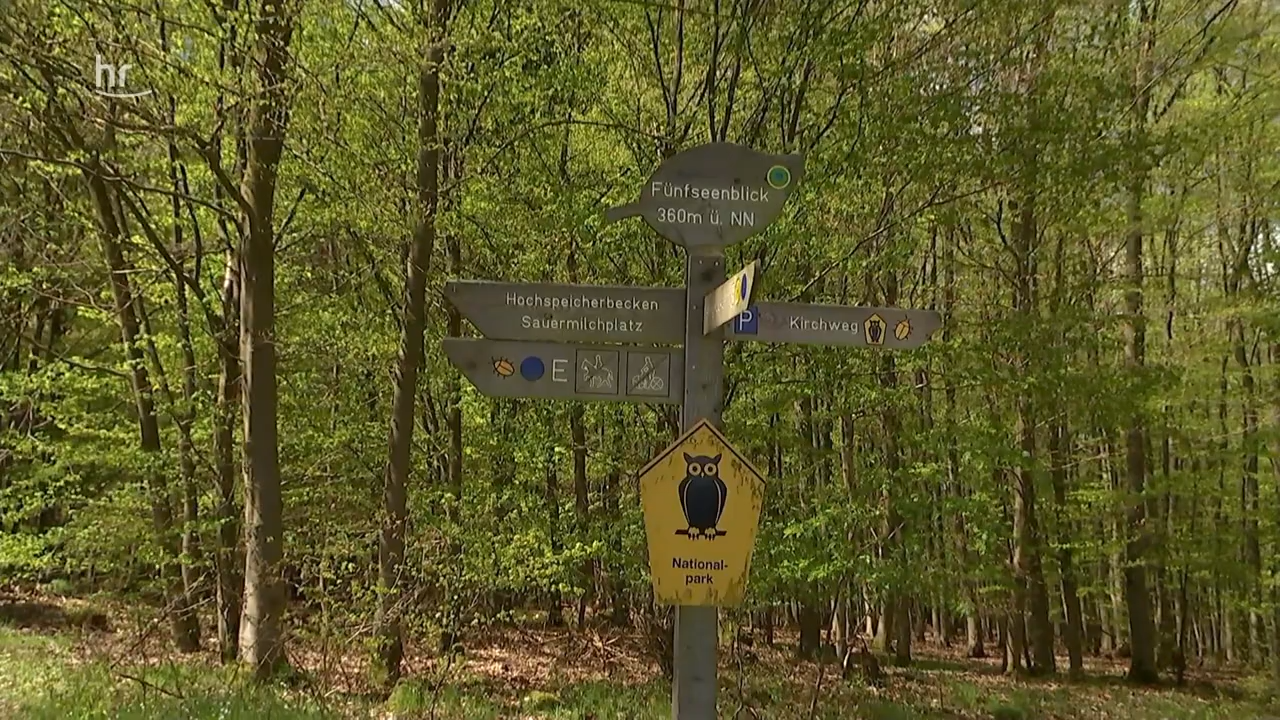 hr
Fünfseenblick
360m ü. NN
Hochspeicherbecken
Sauermilchplatz
P Kirchweg
E
National-
park